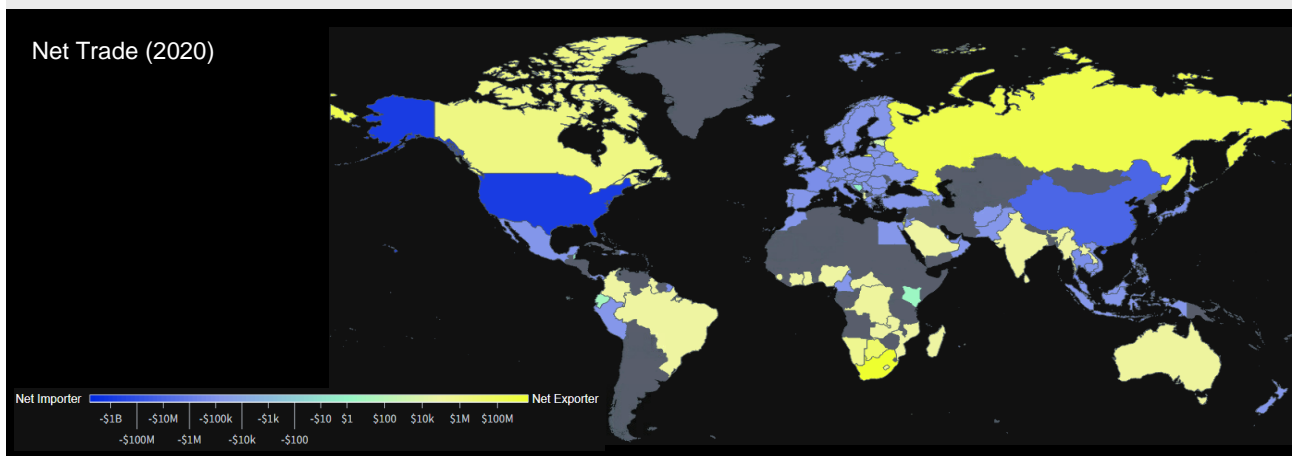 Net Trade (2020)
Net Importer
Net Exporter
-$1B -$10M -$100k -$1k -$10 $1 $100 $10k $1M $100M
-$100M -$1M -$10k -$100